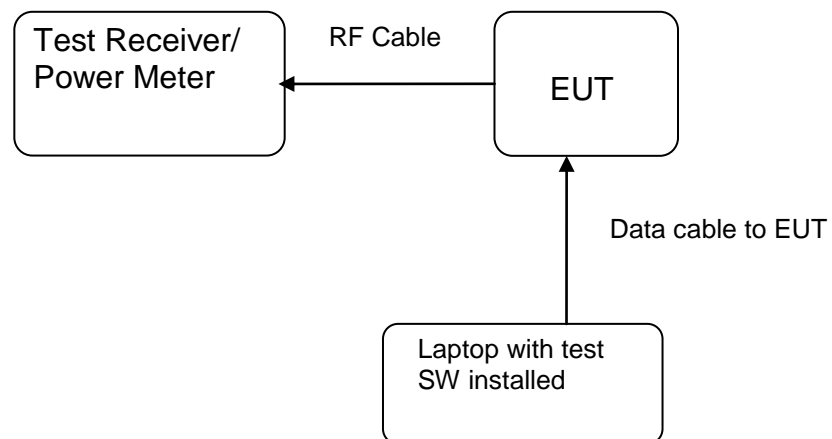 Test Receiver/
Power Meter
RF Cable
EUT
Data cable to EUT
Laptop with test
SW installed